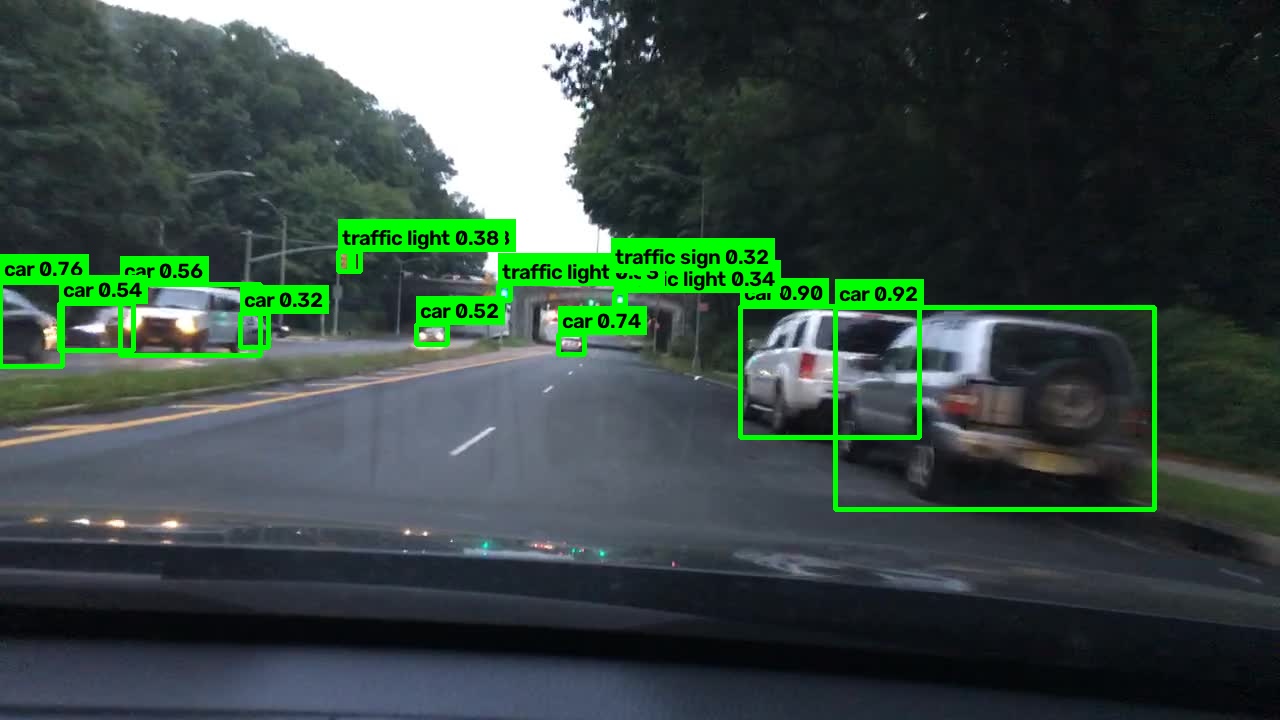 traffic light 0.38
traffic sign 0.32
car 0.76
car 0.56
traffic light
ic light 0.34
car 0.54
car 0.32
car 0.90
car 0.92
car 0.52
car 0.74